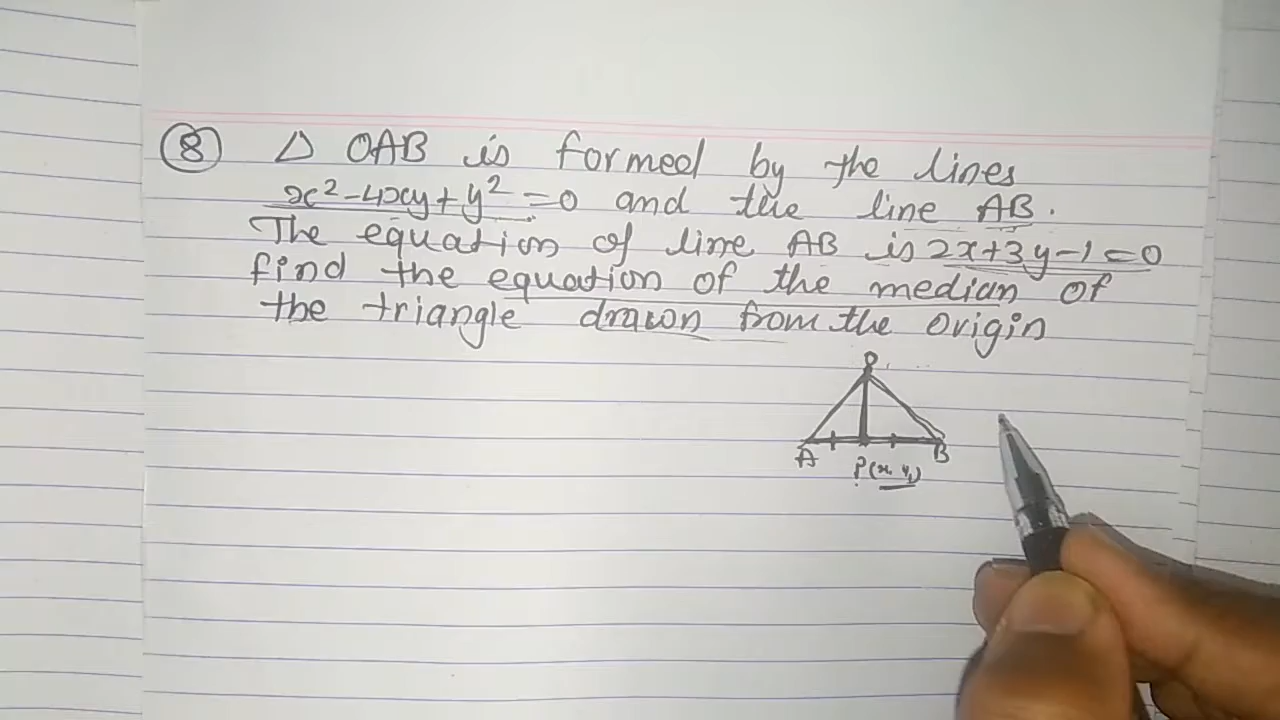 8 △ OAB is formed by the lines
x²-4xy+y²=0 and the line AB.
The equation of line AB is 2x+3y-1=0
find the equation of the median of
the triangle drawn from the origin
O
A B
P(x, y₁)